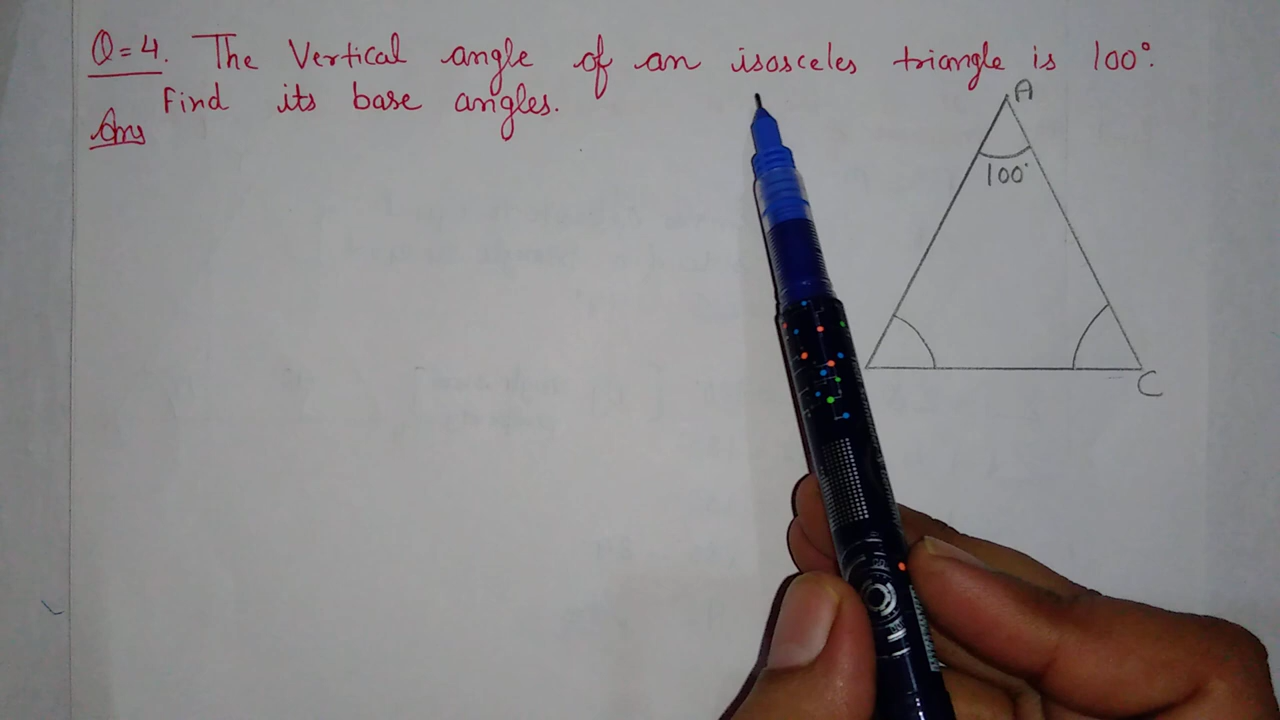 Q=4. The Vertical angle of an isosceles triangle is 100°.
Find its base angles.
Ans
A
100°
C